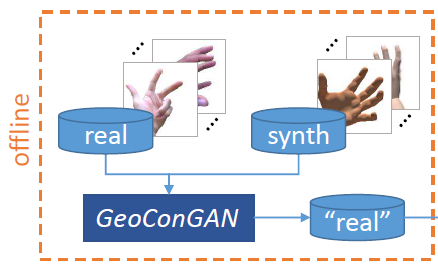 offline
real
synth
GeoConGAN
“real”